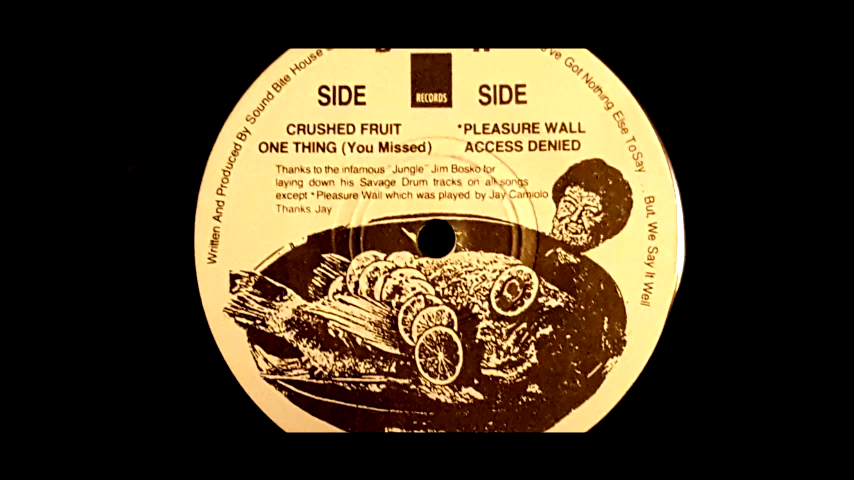 Written And Produced By Sound Bite House
ve Got Nothing Else To Say ... But We Say It Well
RECORDS
SIDE
SIDE
CRUSHED FRUIT
ONE THING (You Missed)
*PLEASURE WALL
ACCESS DENIED
Thanks to the infamous "Jungle" Jim Bosko for
laying down his Savage Drum tracks on all songs
except *Pleasure Wall which was played by Jay Camiolo
Thanks Jay